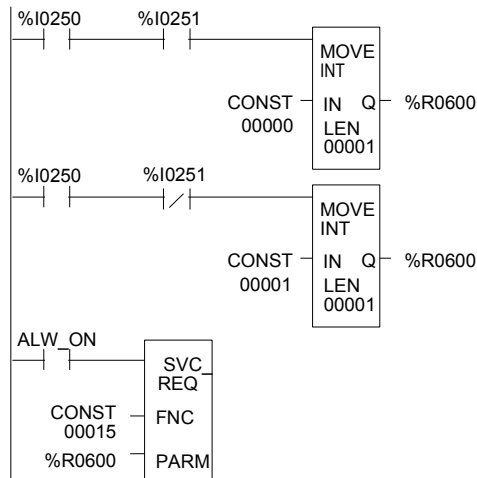 %I0250 %I0251
MOVE
INT
CONST IN Q %R0600
00000 LEN
00001
%I0250 %I0251
MOVE
INT
CONST IN Q %R0600
00001 LEN
00001
ALW_ON
SVC_
REQ
CONST FNC
00015
%R0600 PARM